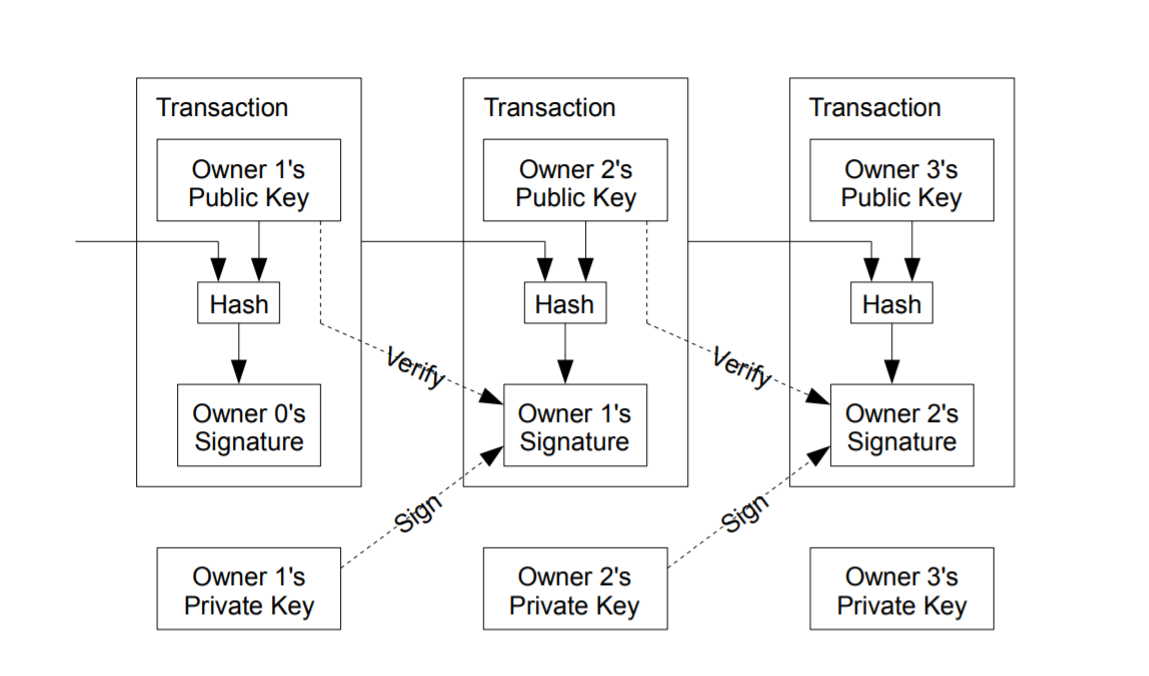 Transaction
Owner 1's
Public Key
Hash
Owner 0's
Signature
Transaction
Owner 2's
Public Key
Hash
Verify
Owner 1's
Signature
Sign
Transaction
Owner 3's
Public Key
Hash
Verify
Owner 2's
Signature
Sign
Owner 1's
Private Key
Owner 2's
Private Key
Owner 3's
Private Key